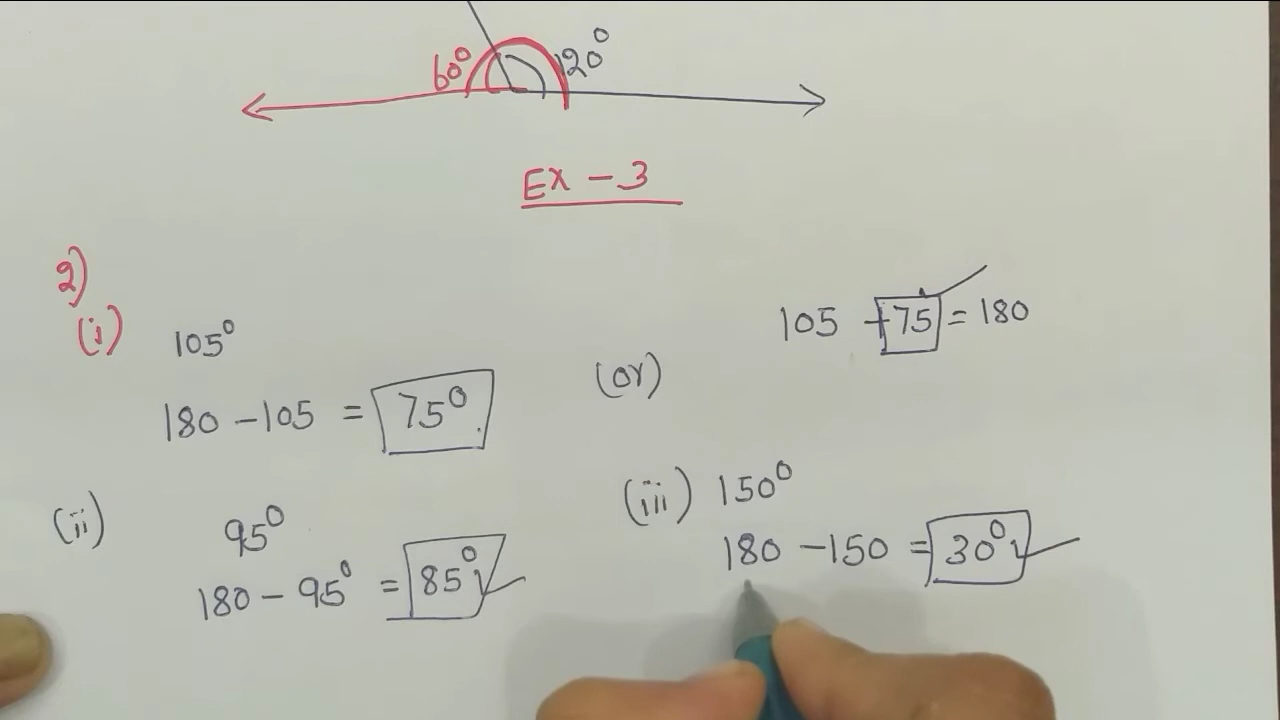 60° 120°
Ex - 3
2)
(i) 105°
105 + 75 = 180
(or)
180 - 105 = 75°
(ii) 95°
180 - 95° = 85°
(iii) 150°
180 - 150 = 30°